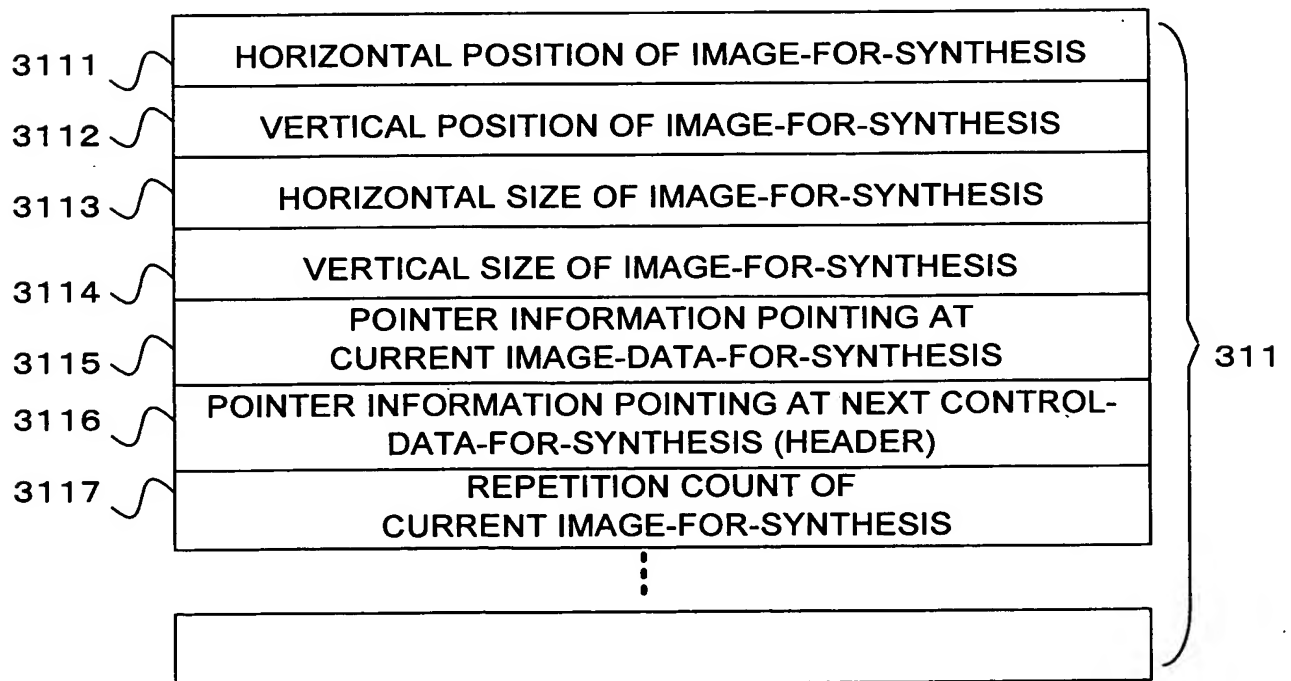 3111 HORIZONTAL POSITION OF IMAGE-FOR-SYNTHESIS
3112 VERTICAL POSITION OF IMAGE-FOR-SYNTHESIS
3113 HORIZONTAL SIZE OF IMAGE-FOR-SYNTHESIS
3114 VERTICAL SIZE OF IMAGE-FOR-SYNTHESIS
POINTER INFORMATION POINTING AT
3115 CURRENT IMAGE-DATA-FOR-SYNTHESIS
311
3116 POINTER INFORMATION POINTING AT NEXT CONTROL-
DATA-FOR-SYNTHESIS (HEADER)
3117 REPETITION COUNT OF
CURRENT IMAGE-FOR-SYNTHESIS